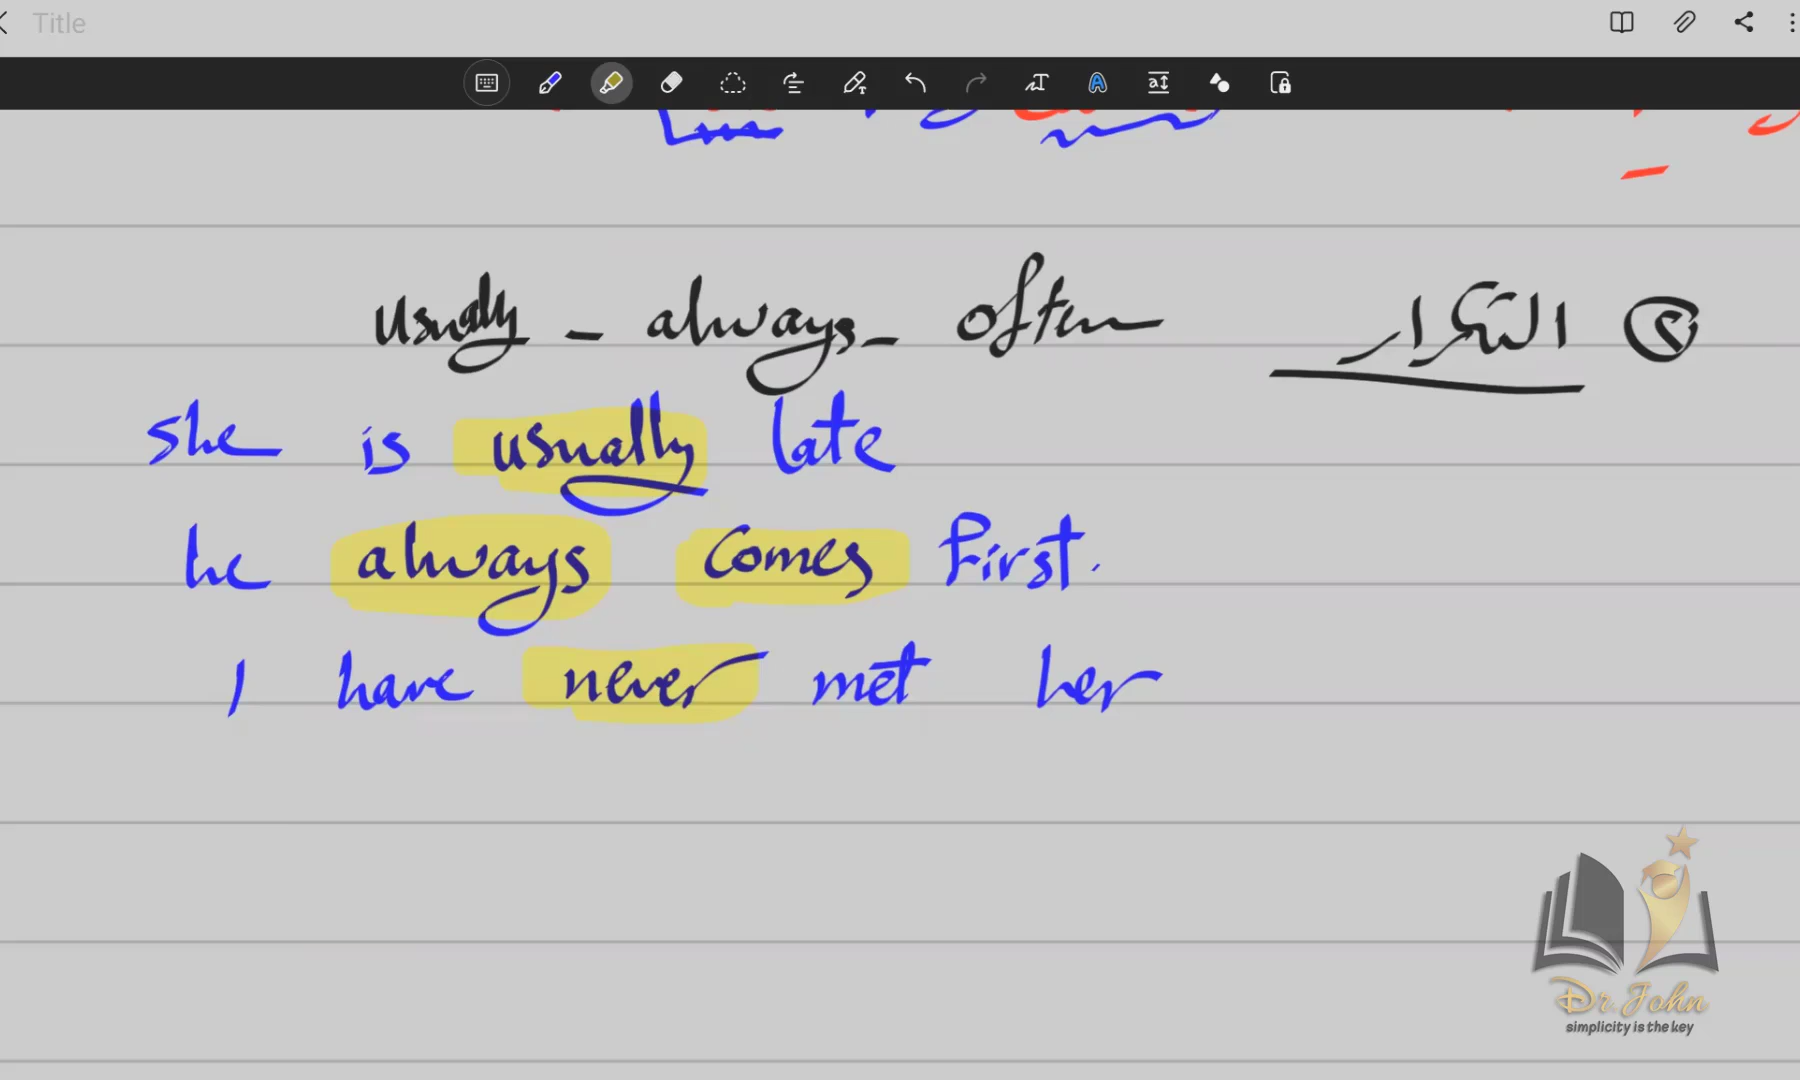 Title
usually - always - often التكرار ②
she is usually late
he always comes first.
I have never met her
Dr. John
simplicity is the key